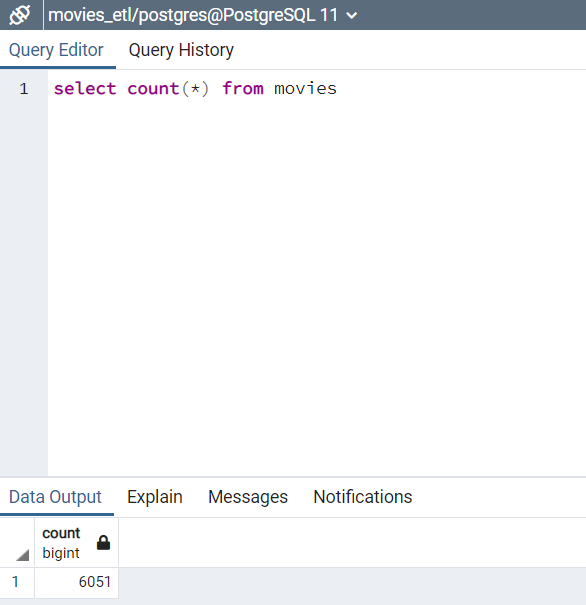 movies_etl/postgres@PostgreSQL 11
Query Editor Query History
1 select count(*) from movies
Data Output Explain Messages Notifications
count
bigint
1 6051